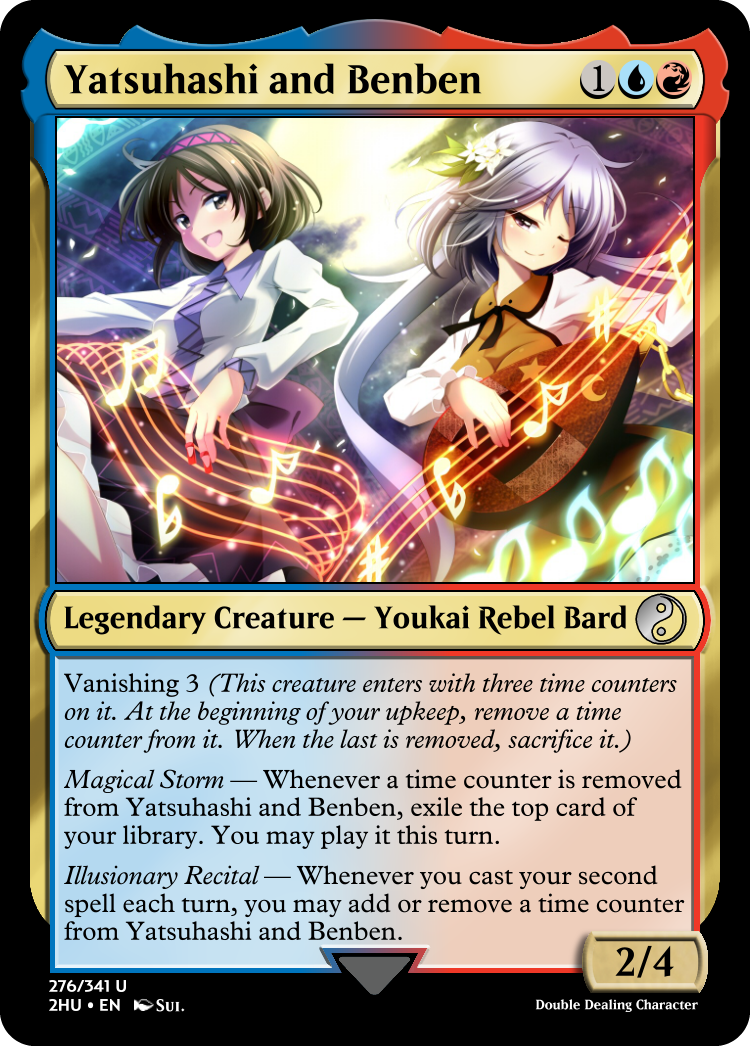 Yatsuhashi and Benben 1
Legendary Creature — Youkai Rebel Bard
Vanishing 3 (This creature enters with three time counters
on it. At the beginning of your upkeep, remove a time
counter from it. When the last is removed, sacrifice it.)
Magical Storm — Whenever a time counter is removed
from Yatsuhashi and Benben, exile the top card of
your library. You may play it this turn.
Illusionary Recital — Whenever you cast your second
spell each turn, you may add or remove a time counter
from Yatsuhashi and Benben.
2/4
276/341 U
2HU • EN Sui.
Double Dealing Character